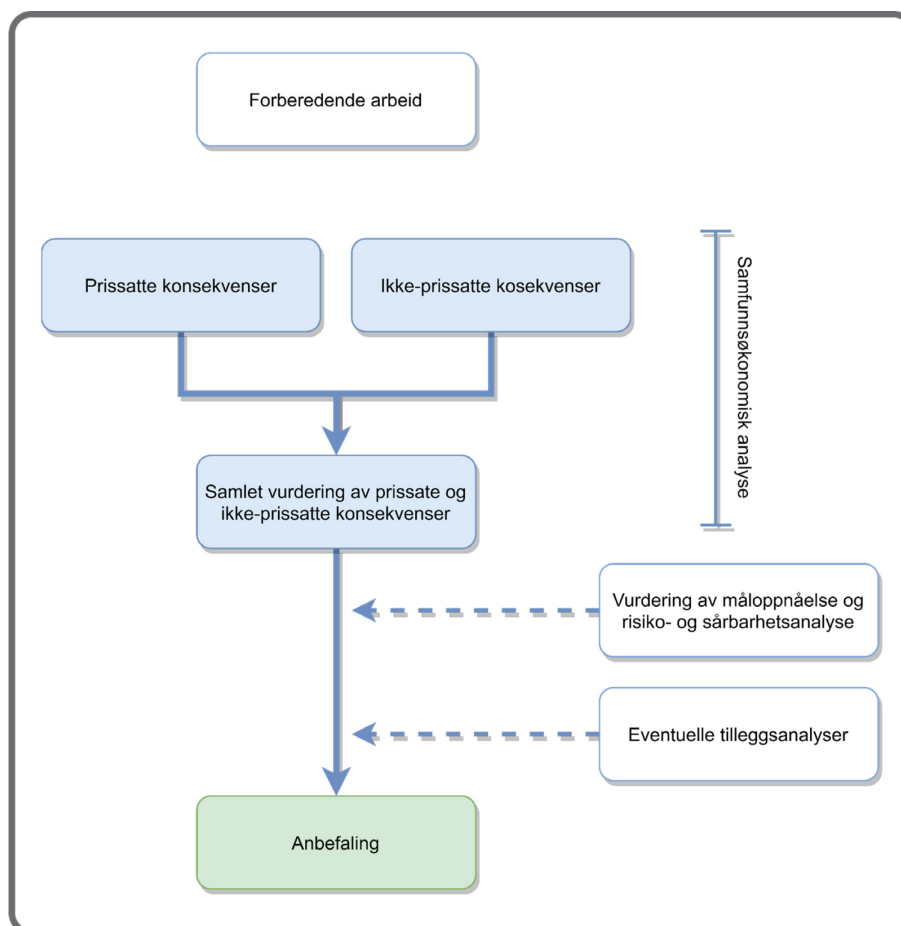 Forberedende arbeid
Prissatte konsekvenser
Ikke-prissatte kosekvenser
Samfunnsøkonomisk analyse
Samlet vurdering av prissate og
ikke-prissatte konsekvenser
Vurdering av måloppnåelse og
risiko- og sårbarhetsanalyse
Eventuelle tilleggsanalyser
Anbefaling